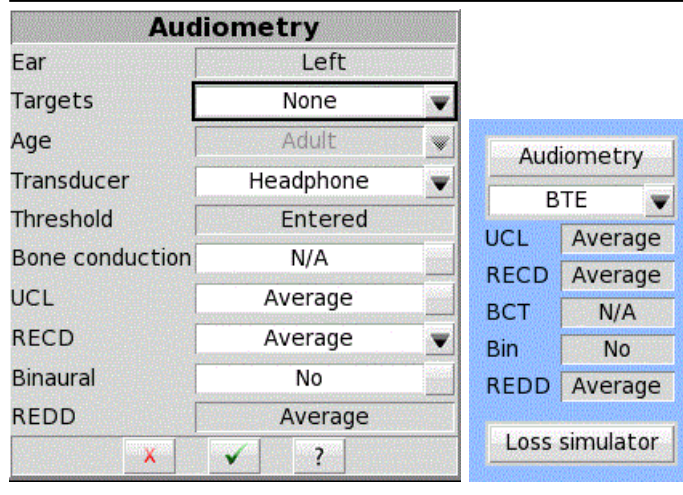 Audiometry
Ear Left
Targets None
Age Adult
Transducer Headphone
Threshold Entered
Bone conduction N/A
UCL Average
RECD Average
Binaural No
REDD Average
X ?
Audiometry
BTE
UCL Average
RECD Average
BCT N/A
Bin No
REDD Average
Loss simulator